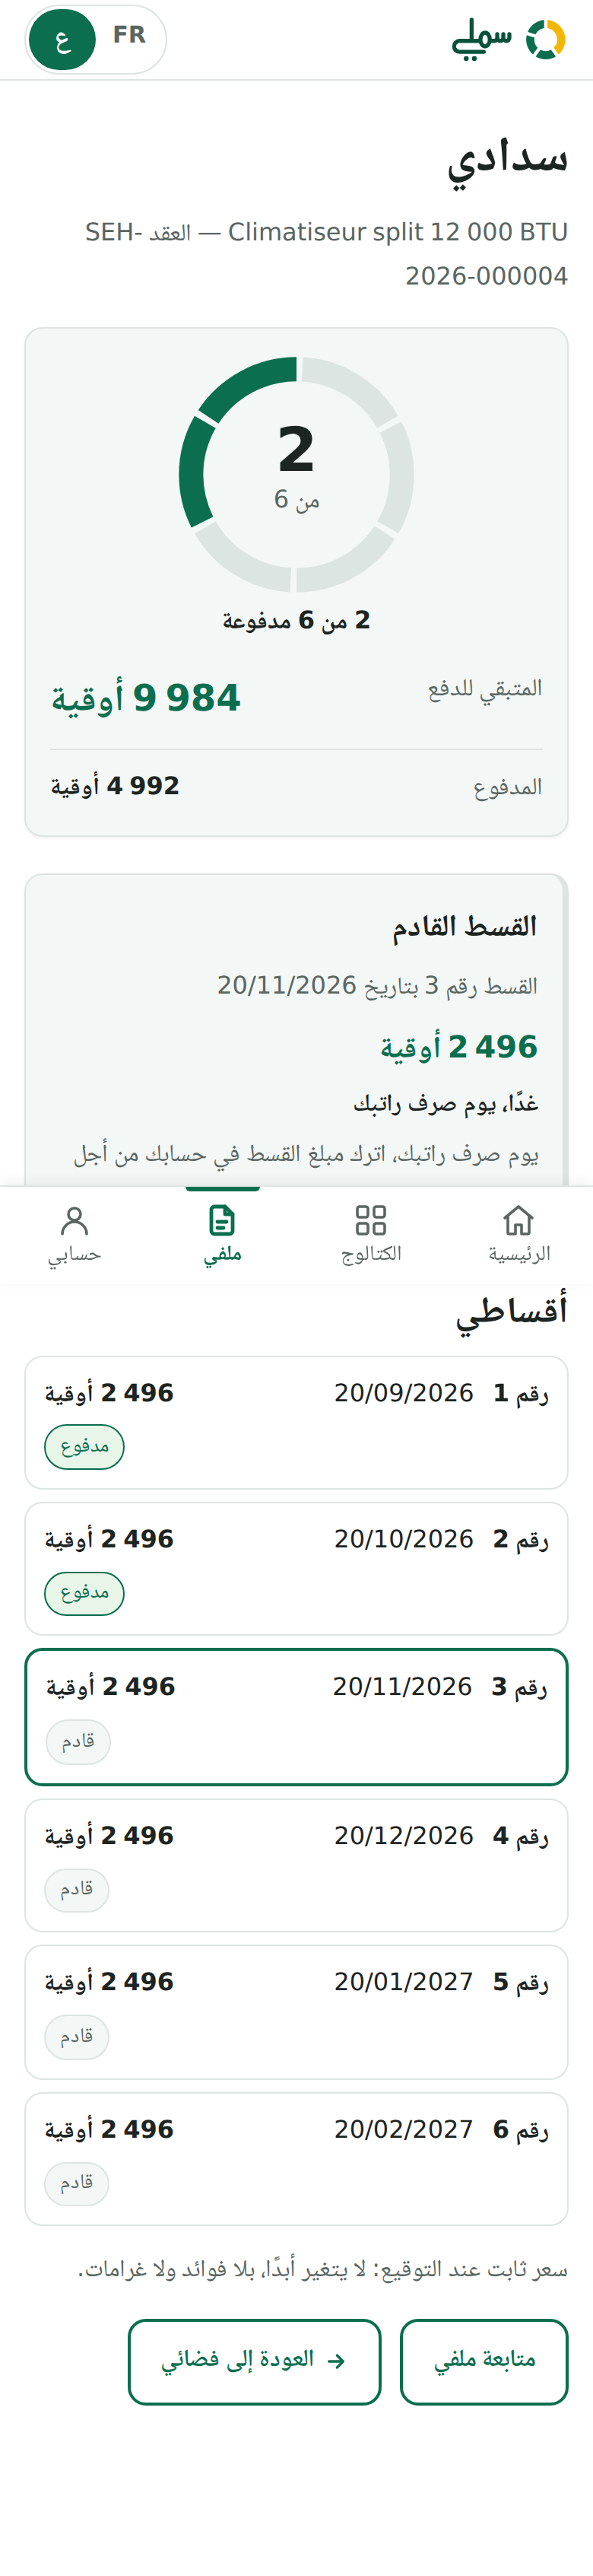 سهلي
FR
ع
سدادي
Climatiseur split 12 000 BTU — العقد SEH-
2026-000004
2
من 6
2 من 6 مدفوعة
المتبقي للدفع
9 984 أوقية
المدفوع
4 992 أوقية
القسط القادم
القسط رقم 3 بتاريخ 20/11/2026
2 496 أوقية
غدًا، يوم صرف راتبك
يوم صرف راتبك، اترك مبلغ القسط في حسابك من أجل
الرئيسية
الكتالوج
ملفي
حسابي
أقساطي
رقم 1 20/09/2026 2 496 أوقية
مدفوع
رقم 2 20/10/2026 2 496 أوقية
مدفوع
رقم 3 20/11/2026 2 496 أوقية
قادم
رقم 4 20/12/2026 2 496 أوقية
قادم
رقم 5 20/01/2027 2 496 أوقية
قادم
رقم 6 20/02/2027 2 496 أوقية
قادم
سعر ثابت عند التوقيع: لا يتغير أبدًا، بلا فوائد ولا غرامات.
متابعة ملفي
→ العودة إلى فضائي